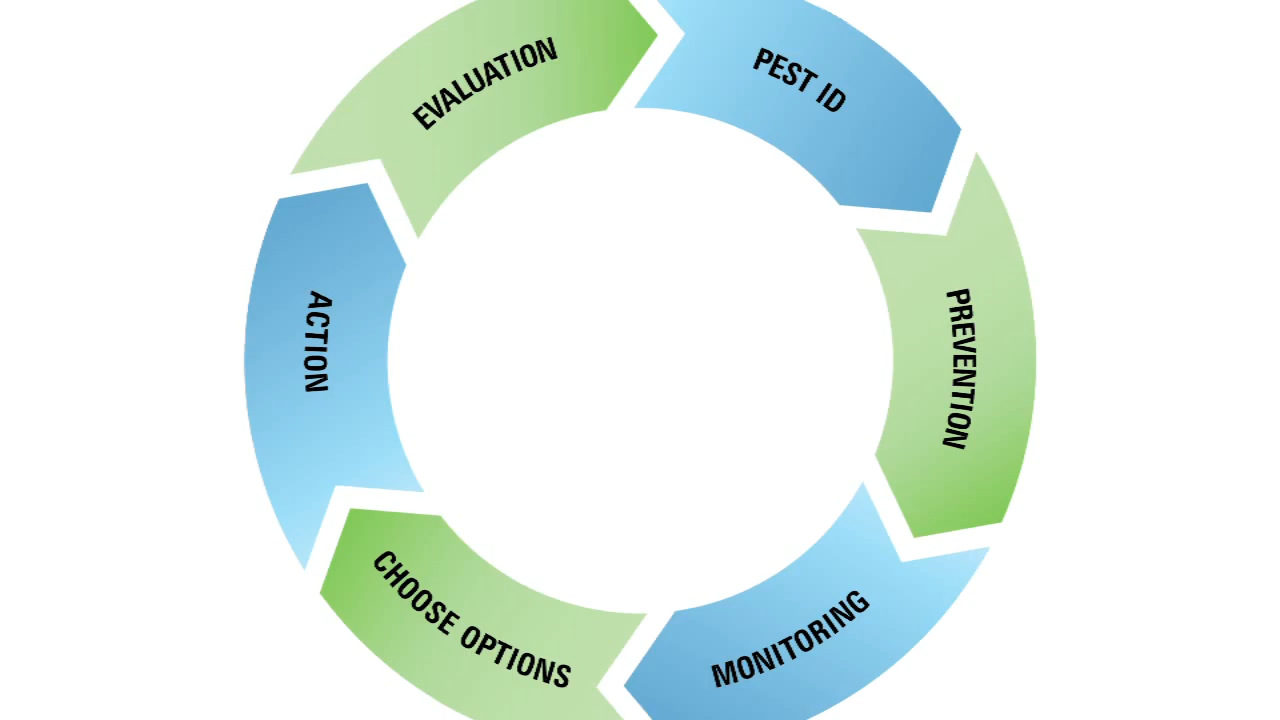 PEST ID
PREVENTION
MONITORING
CHOOSE OPTIONS
ACTION
EVALUATION